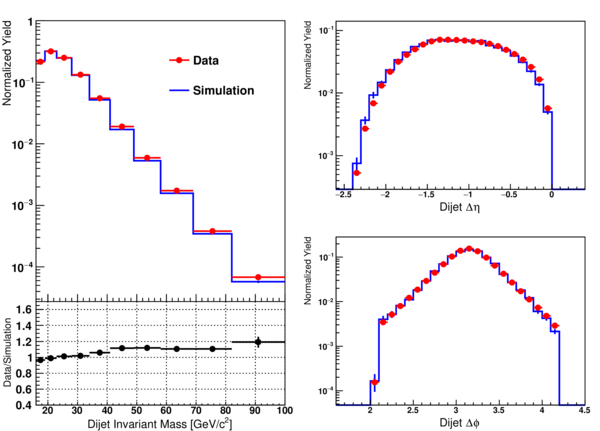 Normalized Yield
1
10⁻¹
10⁻²
10⁻³
10⁻⁴
Data
Simulation
Data/Simulation
1.6
1.4
1.2
1
0.8
0.6
0.4
20 30 40 50 60 70 80 90 100
Dijet Invariant Mass [GeV/c²]
Normalized Yield
10⁻¹
10⁻²
10⁻³
−2.5 −2 −1.5 −1 −0.5 0
Dijet Δη
Normalized Yield
10⁻¹
10⁻²
10⁻³
10⁻⁴
2 2.5 3 3.5 4 4.5
Dijet Δϕ